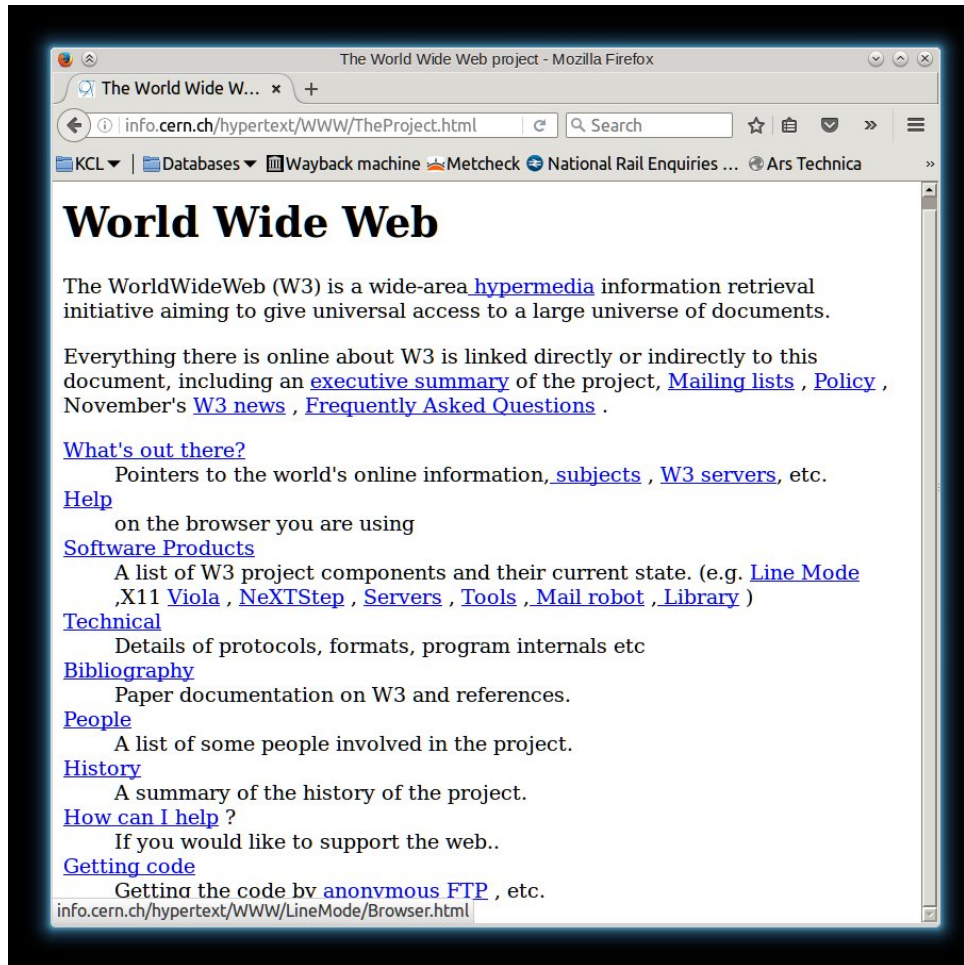 The World Wide Web project - Mozilla Firefox
The World Wide W... × +
info.cern.ch/hypertext/WWW/TheProject.html Search
KCL Databases Wayback machine Metcheck National Rail Enquiries ... Ars Technica »
World Wide Web
The WorldWideWeb (W3) is a wide-area hypermedia information retrieval
initiative aiming to give universal access to a large universe of documents.
Everything there is online about W3 is linked directly or indirectly to this
document, including an executive summary of the project, Mailing lists , Policy ,
November's W3 news , Frequently Asked Questions .
What's out there?
Pointers to the world's online information, subjects , W3 servers, etc.
Help
on the browser you are using
Software Products
A list of W3 project components and their current state. (e.g. Line Mode
,X11 Viola , NeXTStep , Servers , Tools , Mail robot , Library )
Technical
Details of protocols, formats, program internals etc
Bibliography
Paper documentation on W3 and references.
People
A list of some people involved in the project.
History
A summary of the history of the project.
How can I help ?
If you would like to support the web..
Getting code
Getting the code by anonymous FTP , etc.
info.cern.ch/hypertext/WWW/LineMode/Browser.html